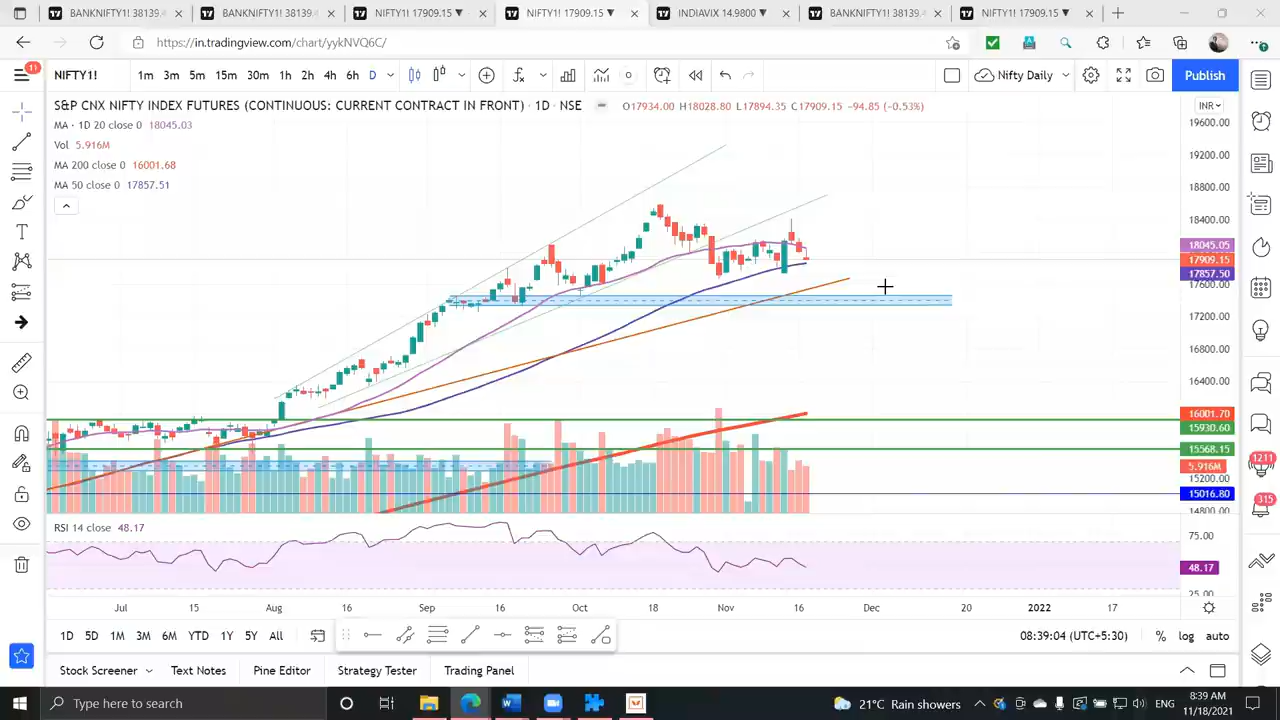 BANKNIFTY1! 38139.
BANKNIFTY1! 38139.4
NIFTY1! 17909.15 ▼
NIFTY1! 17909.15 ▼
INDIAVIX 14.9800 ▼
BANKNIFTY1! 38139.4
NIFTY1! 17909.15 ▼
https://in.tradingview.com/chart/yykNVQ6C/
11
NIFTY1!
1m 3m 5m 15m 30m 1h 2h 4h 6h D
Nifty Daily
Publish
S&P CNX NIFTY INDEX FUTURES (CONTINUOUS: CURRENT CONTRACT IN FRONT) · 1D · NSE
O17934.00 H18028.80 L17894.35 C17909.15 -94.85 (-0.53%)
INR
MA · 1D 20 close 0 18045.03
Vol 5.916M
MA 200 close 0 16001.68
MA 50 close 0 17857.51
19600.00
19200.00
18800.00
18400.00
18045.05
17909.15
17857.50
17600.00
17200.00
16800.00
16400.00
16001.70
15930.60
15568.15
5.916M
15200.00
15016.80
14800.00
1211
315
RSI 14 close 48.17
75.00
48.17
25.00
Jul 15 Aug 16 Sep 16 Oct 18 Nov 16 Dec 20 2022 17
1D 5D 1M 3M 6M YTD 1Y 5Y All
08:39:04 (UTC+5:30) % log auto
Stock Screener Text Notes Pine Editor Strategy Tester Trading Panel
Type here to search
21°C Rain showers
ENG
8:39 AM
11/18/2021